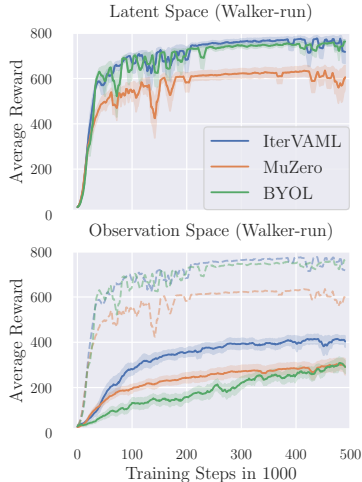 Latent Space (Walker-run)
Average Reward
800
600
400
200
0
IterVAML
MuZero
BYOL
Observation Space (Walker-run)
Average Reward
800
600
400
200
0
0 100 200 300 400 500
Training Steps in 1000